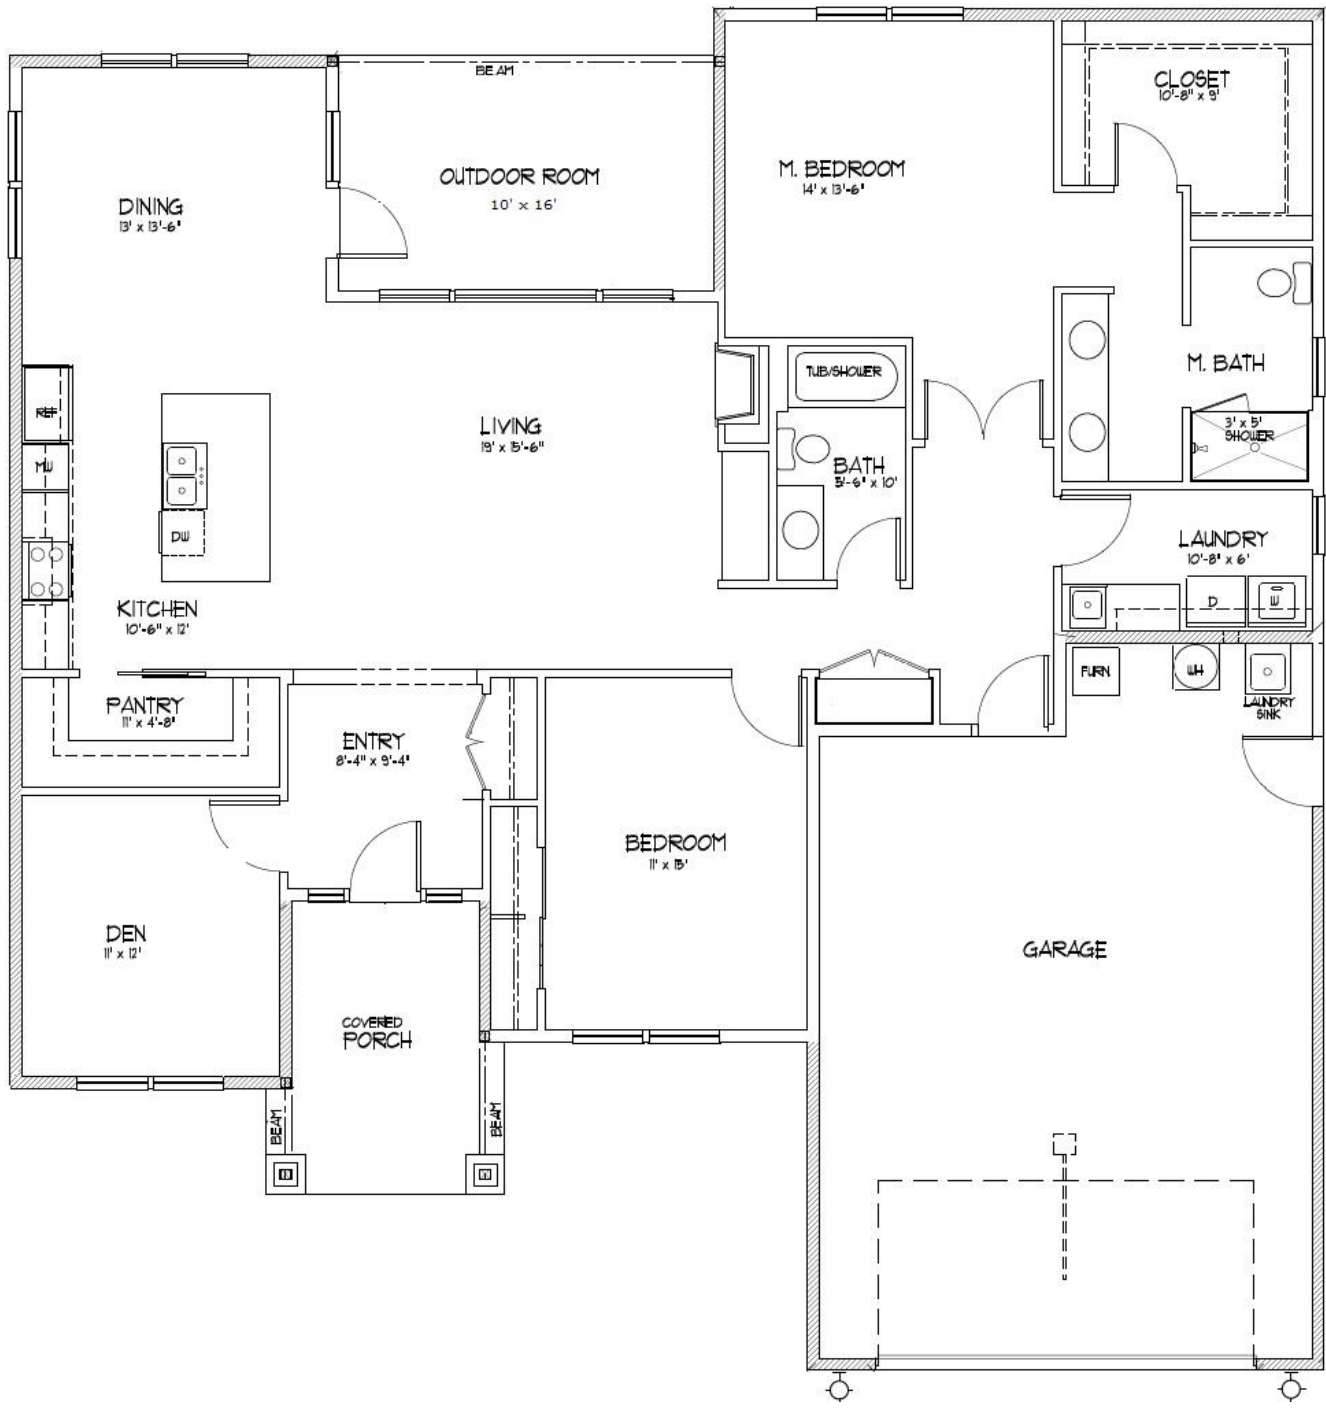 BEAM
CLOSET
10'-8" x 9'
OUTDOOR ROOM
10' x 16'
M. BEDROOM
14' x 13'-6"
DINING
13' x 13'-6"
M. BATH
TUB/SHOWER
3' x 5'
SHOWER
LIVING
19' x 15'-6"
MW
BATH
5'-6" x 10'
DW
LAUNDRY
10'-8" x 6'
D
W
KITCHEN
10'-6" x 12'
FURN
WH
LAUNDRY
SINK
PANTRY
11' x 4'-8"
ENTRY
8'-4" x 9'-4"
BEDROOM
11' x 15'
DEN
11' x 12'
GARAGE
COVERED
PORCH
BEAM
BEAM